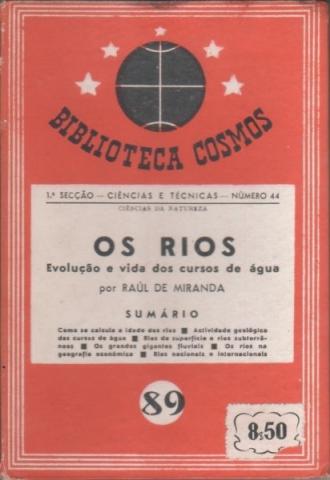 BIBLIOTECA COSMOS
1.ª SECÇÃO — CIÊNCIAS E TÉCNICAS — NÚMERO 44
CIÊNCIAS DA NATUREZA
OS RIOS
Evolução e vida dos cursos de água
por RAÚL DE MIRANDA
SUMÁRIO
Como se calcula a idade dos rios ■ Actividade geológica
dos cursos de água ■ Rios de superfície e rios subterrâ-
neos ■ Os grandes gigantes fluviais ■ Os rios na
geografia económica ■ Rios nacionais e internacionais
89
8$50